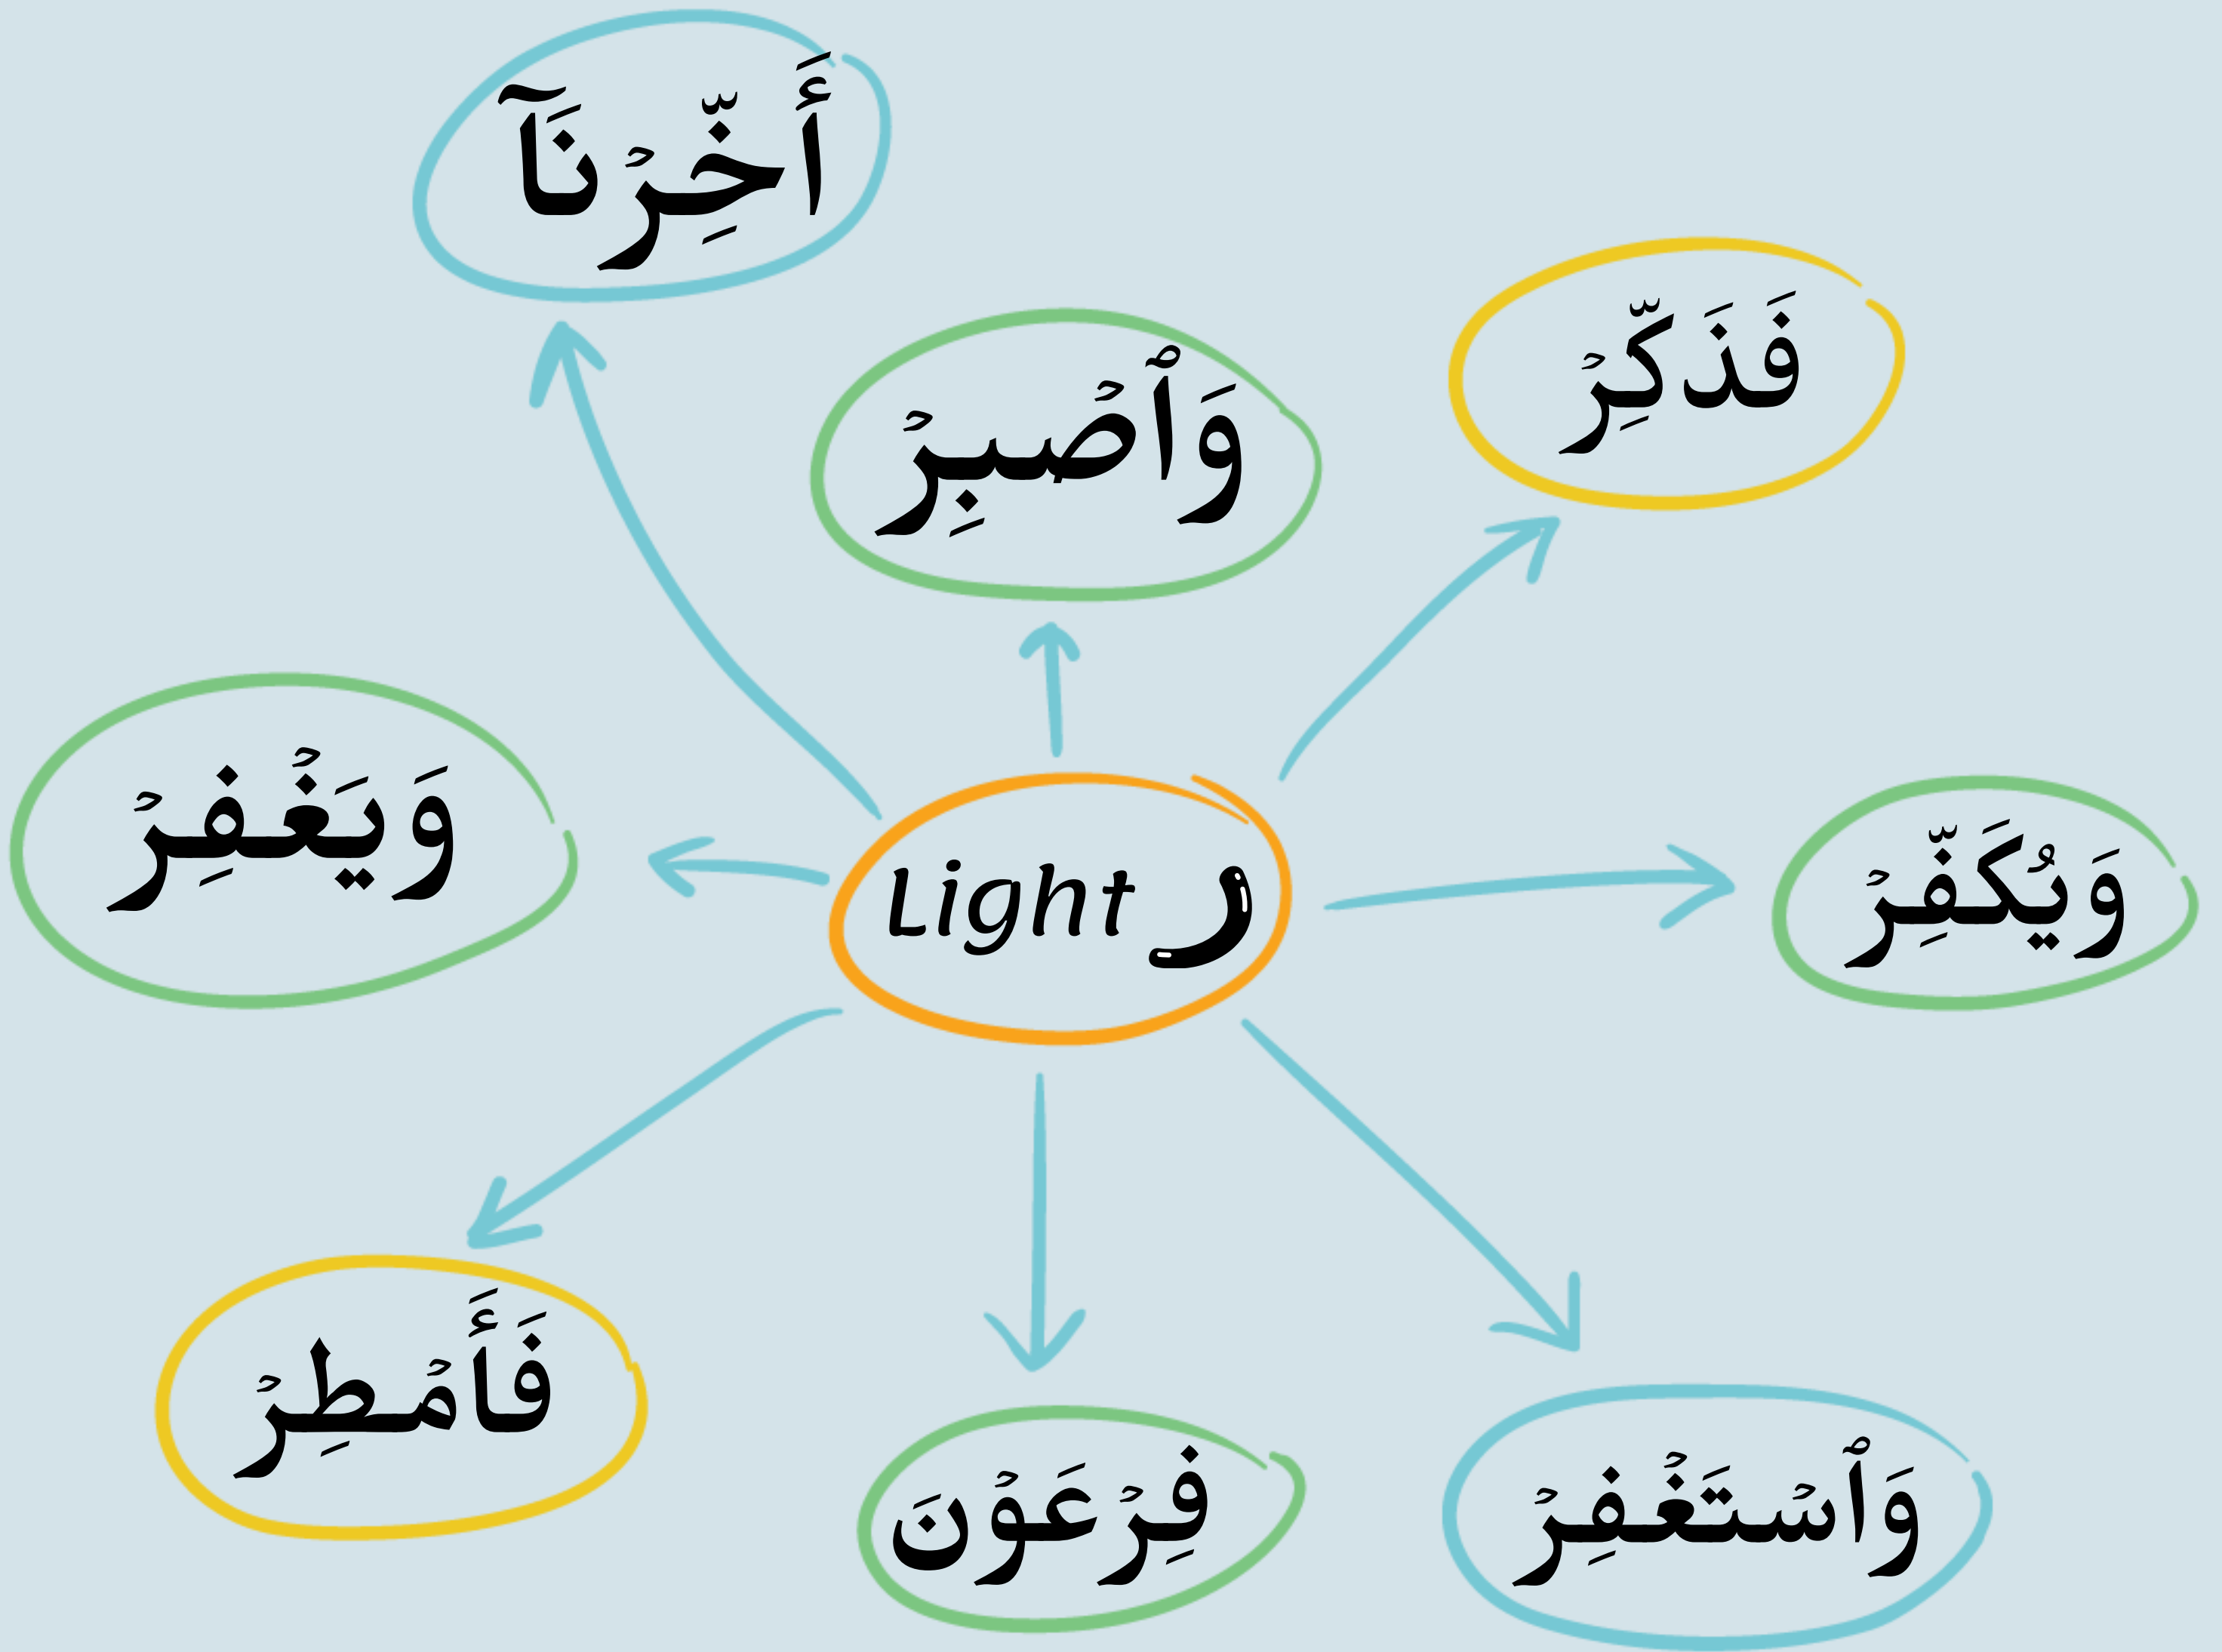 أَخِّرۡنَآ
فَذَكِّرۡ
وَٱصۡبِرۡ
وَيَغۡفِرۡ
Light ر
وَيُكَفِّرۡ
فَأَمۡطِرۡ
فِرۡعَوۡنَ
وَٱسۡتَغۡفِرۡ